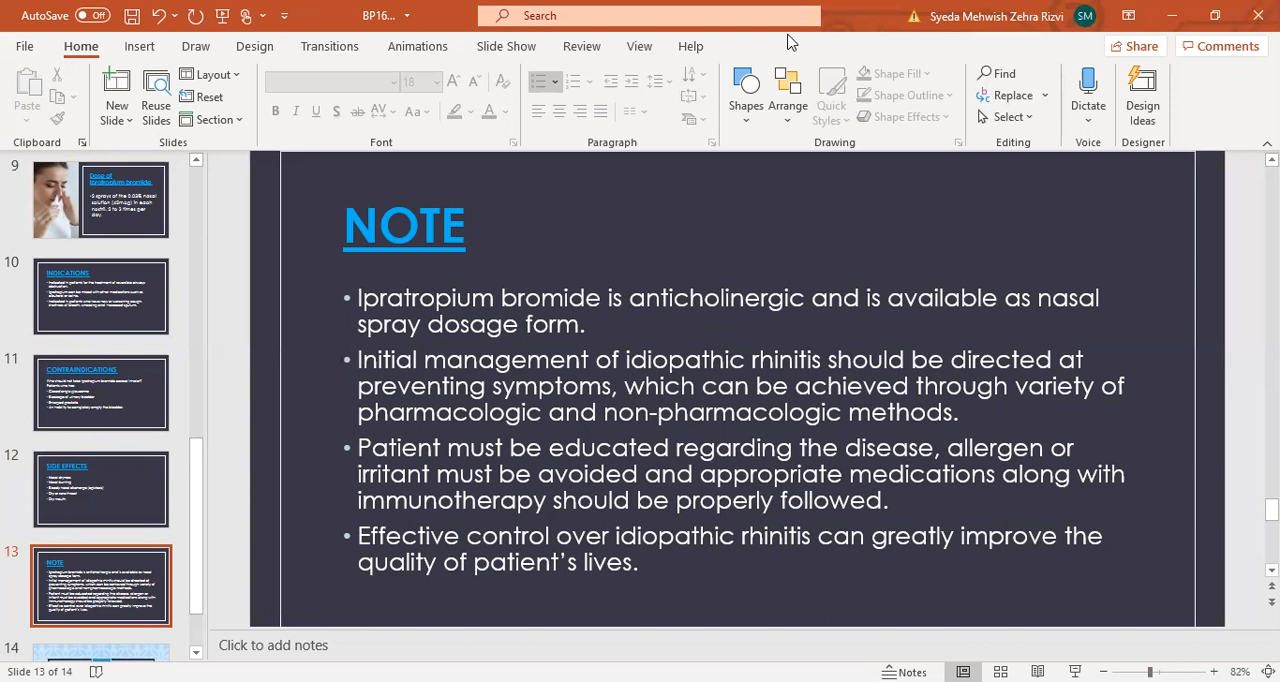 AutoSave Off BP16... Search Syeda Mehwish Zehra Rizvi SM
File Home Insert Draw Design Transitions Animations Slide Show Review View Help Share Comments
Paste New Slide Reuse Slides Layout Reset Section 18 Shapes Arrange Quick Styles Shape Fill Shape Outline Shape Effects Find Replace Select Dictate Design Ideas
Clipboard Slides Font Paragraph Drawing Editing Voice Designer
9
Dose of
Ipratropium bromide
10
INDICATIONS
11
CONTRAINDICATIONS
12
SIDE EFFECTS
13
NOTE
14
NOTE
• Ipratropium bromide is anticholinergic and is available as nasal
spray dosage form.
• Initial management of idiopathic rhinitis should be directed at
preventing symptoms, which can be achieved through variety of
pharmacologic and non-pharmacologic methods.
• Patient must be educated regarding the disease, allergen or
irritant must be avoided and appropriate medications along with
immunotherapy should be properly followed.
• Effective control over idiopathic rhinitis can greatly improve the
quality of patient’s lives.
Click to add notes
Slide 13 of 14 Notes 82%